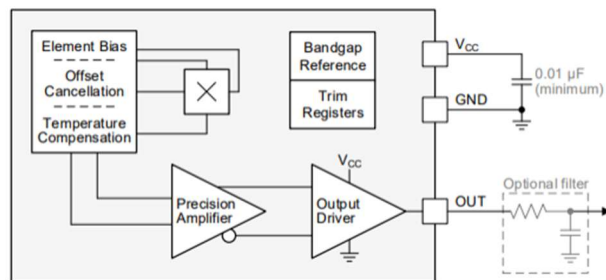 Element Bias
Offset
Cancellation
Temperature
Compensation
Bandgap
Reference
Trim
Registers
VCC
0.01 µF
(minimum)
GND
Precision
Amplifier
VCC
Output
Driver
OUT
Optional filter